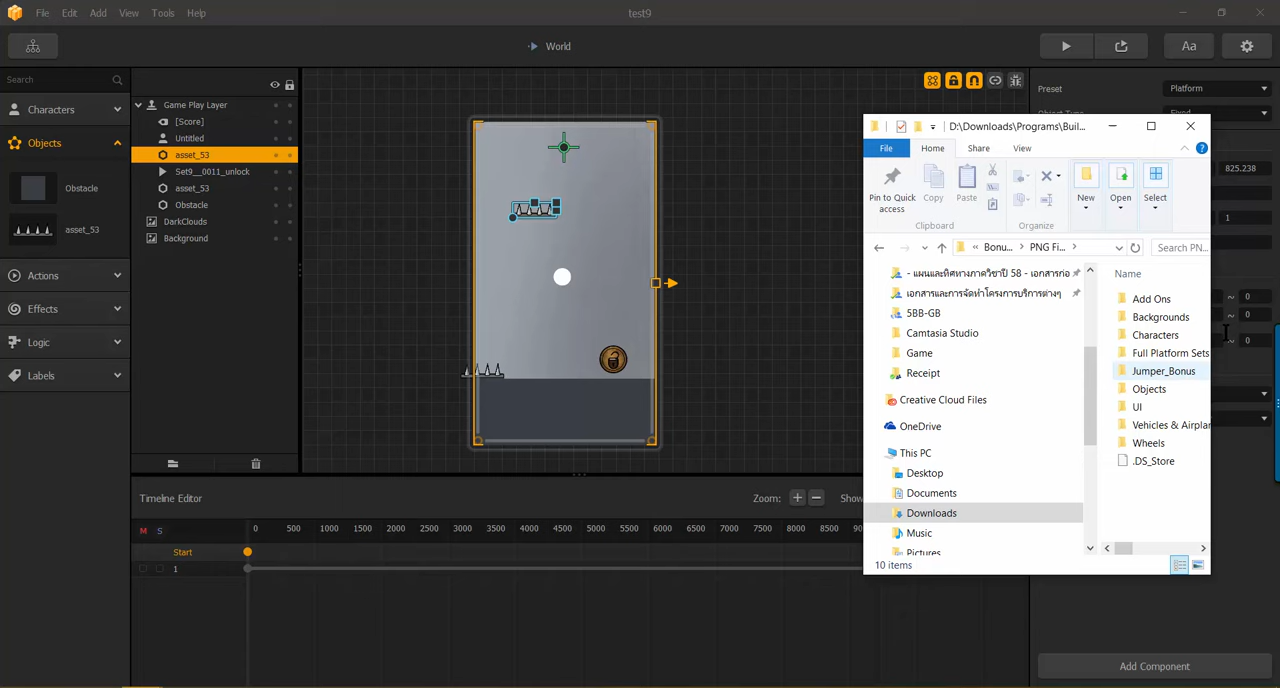 File Edit Add View Tools Help
test9
World
Aa
Search
Characters
Objects
Obstacle
asset_53
Actions
Effects
Logic
Labels
Game Play Layer
[Score]
Untitled
asset_53
Set9__0011_unlock
asset_53
Obstacle
DarkClouds
Background
Preset
Platform
825.238
1
~ 0
~ 0
~ 0
Add Component
Timeline Editor
Zoom:
Show
M S
0 500 1000 1500 2000 2500 3000 3500 4000 4500 5000 5500 6000 6500 7000 7500 8000 8500
Start
1
D:\Downloads\Programs\Buil...
File Home Share View
Pin to Quick access
Copy
Paste
New
Open
Select
Clipboard
Organize
« Bonu... > PNG Fi... >
Search PN...
- แผนและทิศทางภาควิชาปี 58 - เอกสารก่อ
เอกสารและการจัดทำโครงการบริการต่างๆ
5BB-GB
Camtasia Studio
Game
Receipt
Creative Cloud Files
OneDrive
This PC
Desktop
Documents
Downloads
Music
Pictures
Name
Add Ons
Backgrounds
Characters
Full Platform Sets
Jumper_Bonus
Objects
UI
Vehicles & Airplan
Wheels
.DS_Store
10 items